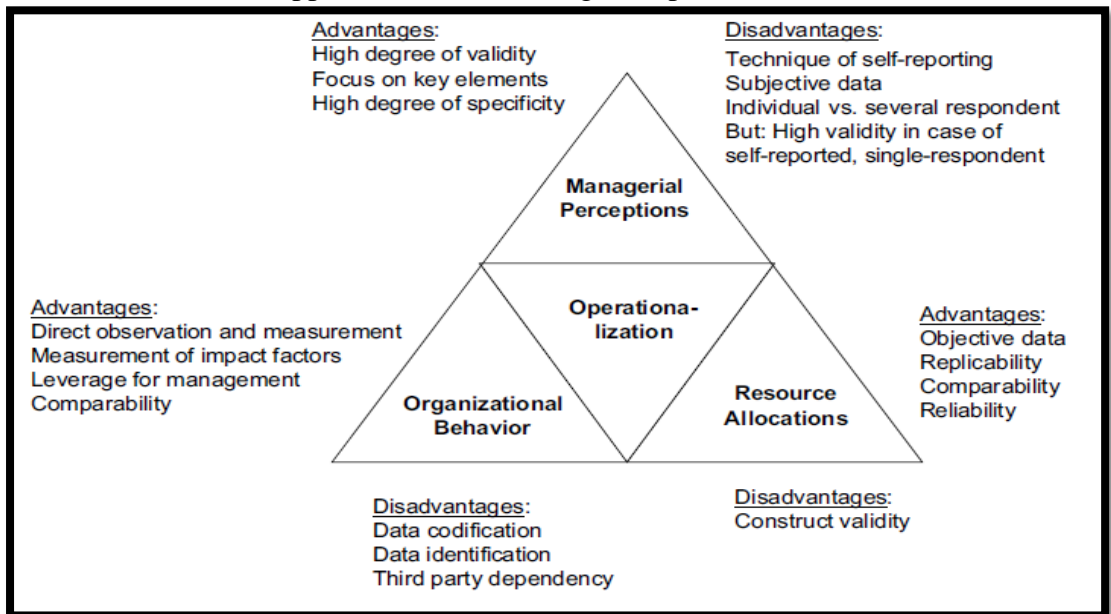 Advantages:
High degree of validity
Focus on key elements
High degree of specificity
Disadvantages:
Technique of self-reporting
Subjective data
Individual vs. several respondent
But: High validity in case of
self-reported, single-respondent
Managerial
Perceptions
Advantages:
Direct observation and measurement
Measurement of impact factors
Leverage for management
Comparability
Operationa-
lization
Advantages:
Objective data
Replicability
Comparability
Reliability
Organizational
Behavior
Resource
Allocations
Disadvantages:
Data codification
Data identification
Third party dependency
Disadvantages:
Construct validity